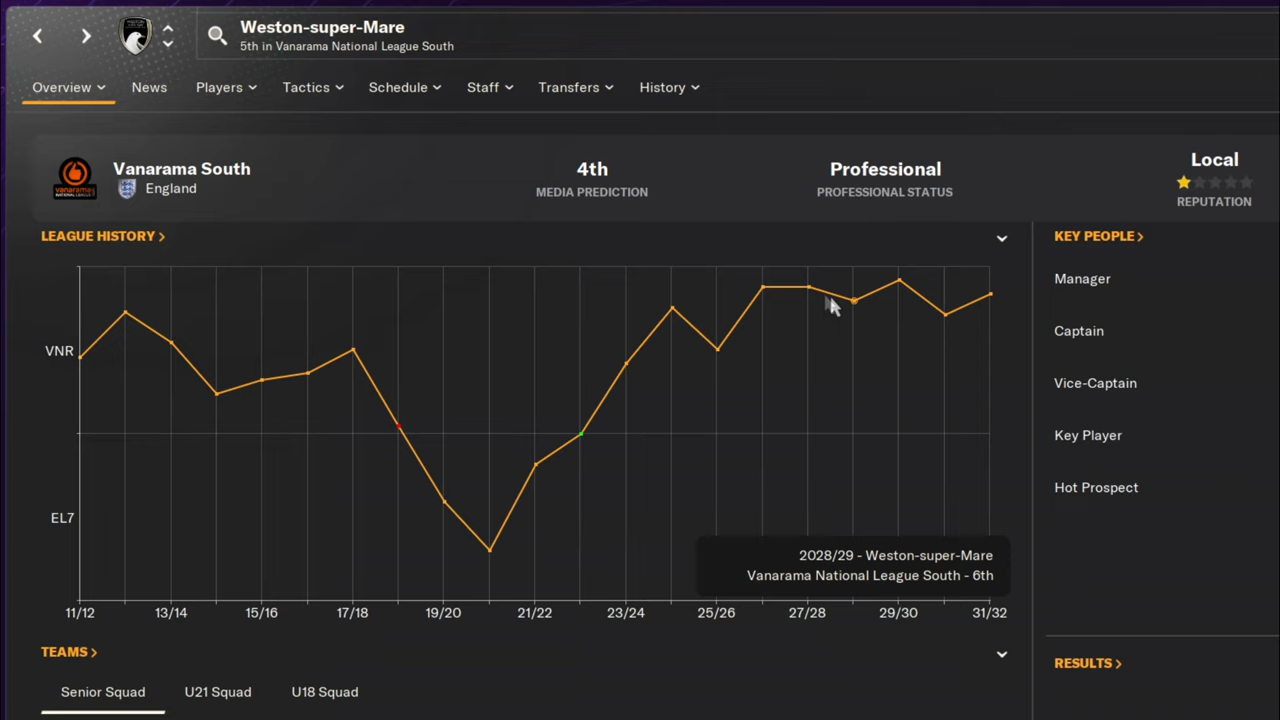 Weston-super-Mare
5th in Vanarama National League South
Overview
News
Players
Tactics
Schedule
Staff
Transfers
History
Vanarama South
England
4th
MEDIA PREDICTION
Professional
PROFESSIONAL STATUS
Local
REPUTATION
LEAGUE HISTORY
VNR
EL7
2028/29 - Weston-super-Mare
Vanarama National League South - 6th
11/12 13/14 15/16 17/18 19/20 21/22 23/24 25/26 27/28 29/30 31/32
KEY PEOPLE
Manager
Captain
Vice-Captain
Key Player
Hot Prospect
TEAMS
Senior Squad
U21 Squad
U18 Squad
RESULTS